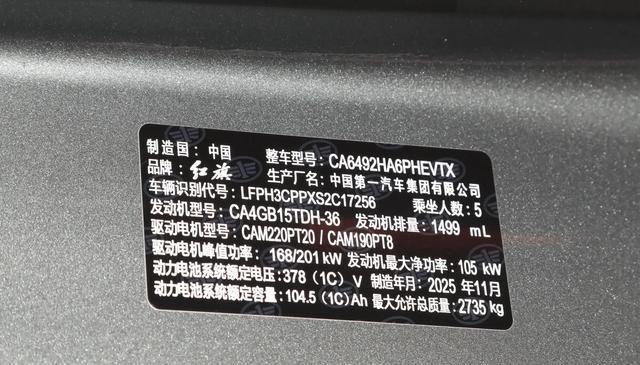 制造国：中国 整车型号：CA6492HA6PHEVTX
品牌：红旗 生产厂名：中国第一汽车集团有限公司
车辆识别代号：LFPH3CPPXS2C17256 乘坐人数：5
发动机型号：CA4GB15TDH-36 发动机排量：1499 mL
驱动电机型号：CAM220PT20 / CAM190PT8
驱动电机峰值功率：168/201 kW 发动机最大净功率：105 kW
动力电池系统额定电压：378（1C）V 制造年月：2025 年11月
动力电池系统额定容量：104.5（1C）Ah 最大允许总质量：2735 kg